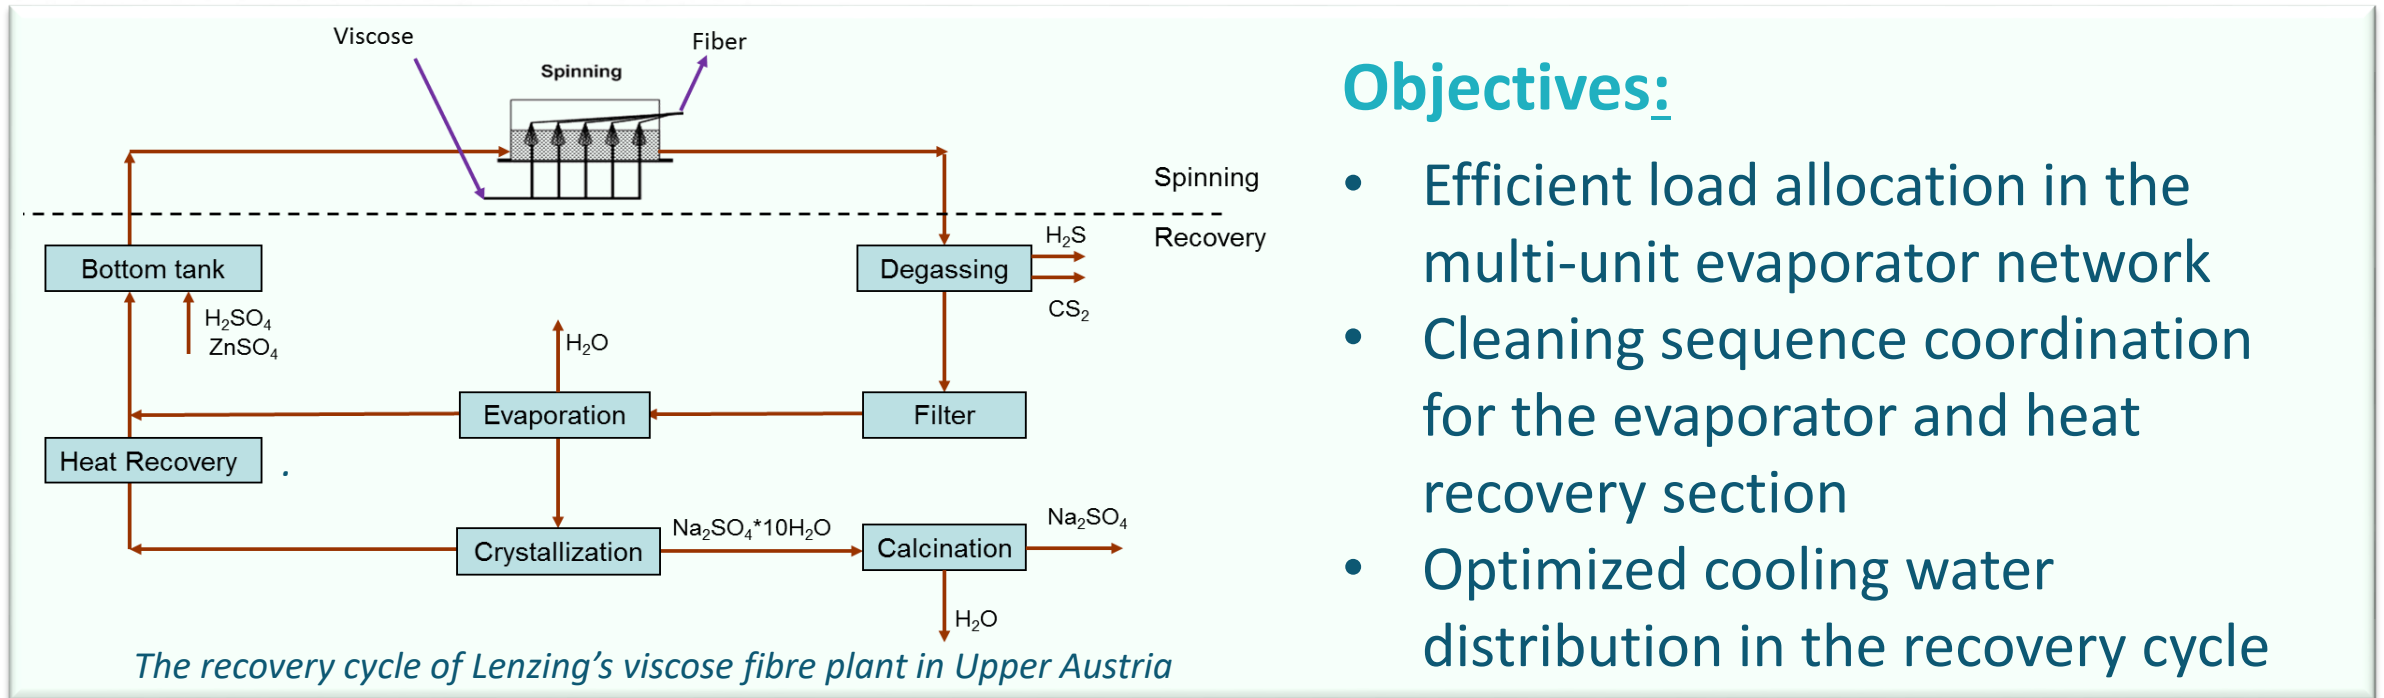 Viscose
Fiber
Spinning
Spinning
Recovery
Bottom tank
H₂SO₄
ZnSO₄
Degassing
H₂S
CS₂
H₂O
Evaporation
Filter
Heat Recovery
.
Crystallization
Na₂SO₄*10H₂O
Calcination
Na₂SO₄
H₂O
The recovery cycle of Lenzing’s viscose fibre plant in Upper Austria
Objectives:
• Efficient load allocation in the
multi-unit evaporator network
• Cleaning sequence coordination
for the evaporator and heat
recovery section
• Optimized cooling water
distribution in the recovery cycle